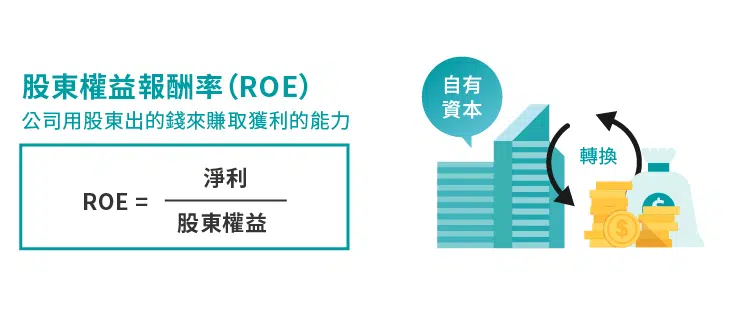 股東權益報酬率(ROE)
公司用股東出的錢來賺取獲利的能力
ROE =
淨利
股東權益
自有
資本
轉換
$